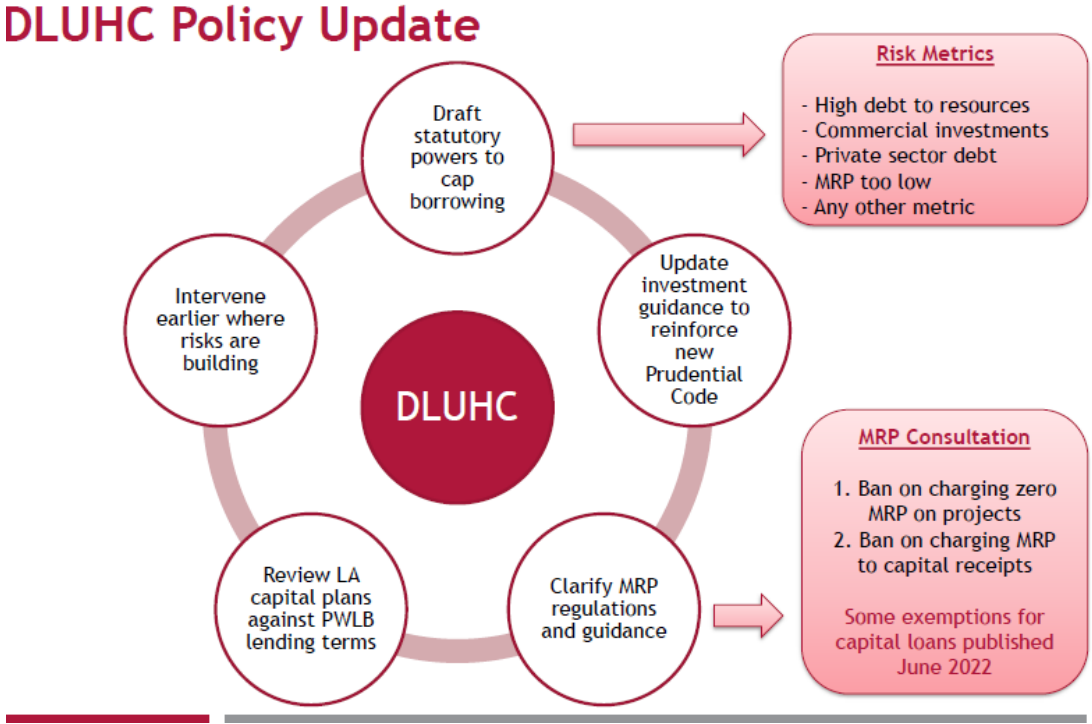 DLUHC Policy Update
Draft
statutory
powers to
cap
borrowing
Risk Metrics
- High debt to resources
- Commercial investments
- Private sector debt
- MRP too low
- Any other metric
Update
investment
guidance to
reinforce
new
Prudential
Code
Intervene
earlier where
risks are
building
DLUHC
MRP Consultation
1. Ban on charging zero
MRP on projects
2. Ban on charging MRP
to capital receipts
Some exemptions for
capital loans published
June 2022
Clarify MRP
regulations
and guidance
Review LA
capital plans
against PWLB
lending terms